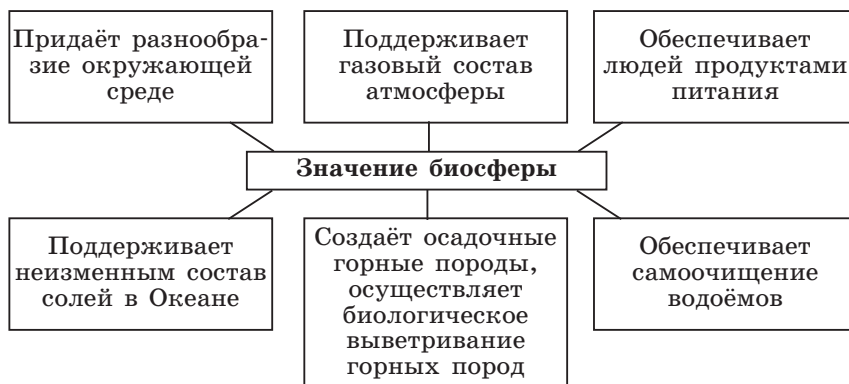 Придаёт разнообра-
зие окружающей
среде
Поддерживает
газовый состав
атмосферы
Обеспечивает
людей продуктами
питания
Значение биосферы
Поддерживает
неизменным состав
солей в Океане
Создаёт осадочные
горные породы,
осуществляет
биологическое
выветривание
горных пород
Обеспечивает
самоочищение
водоёмов